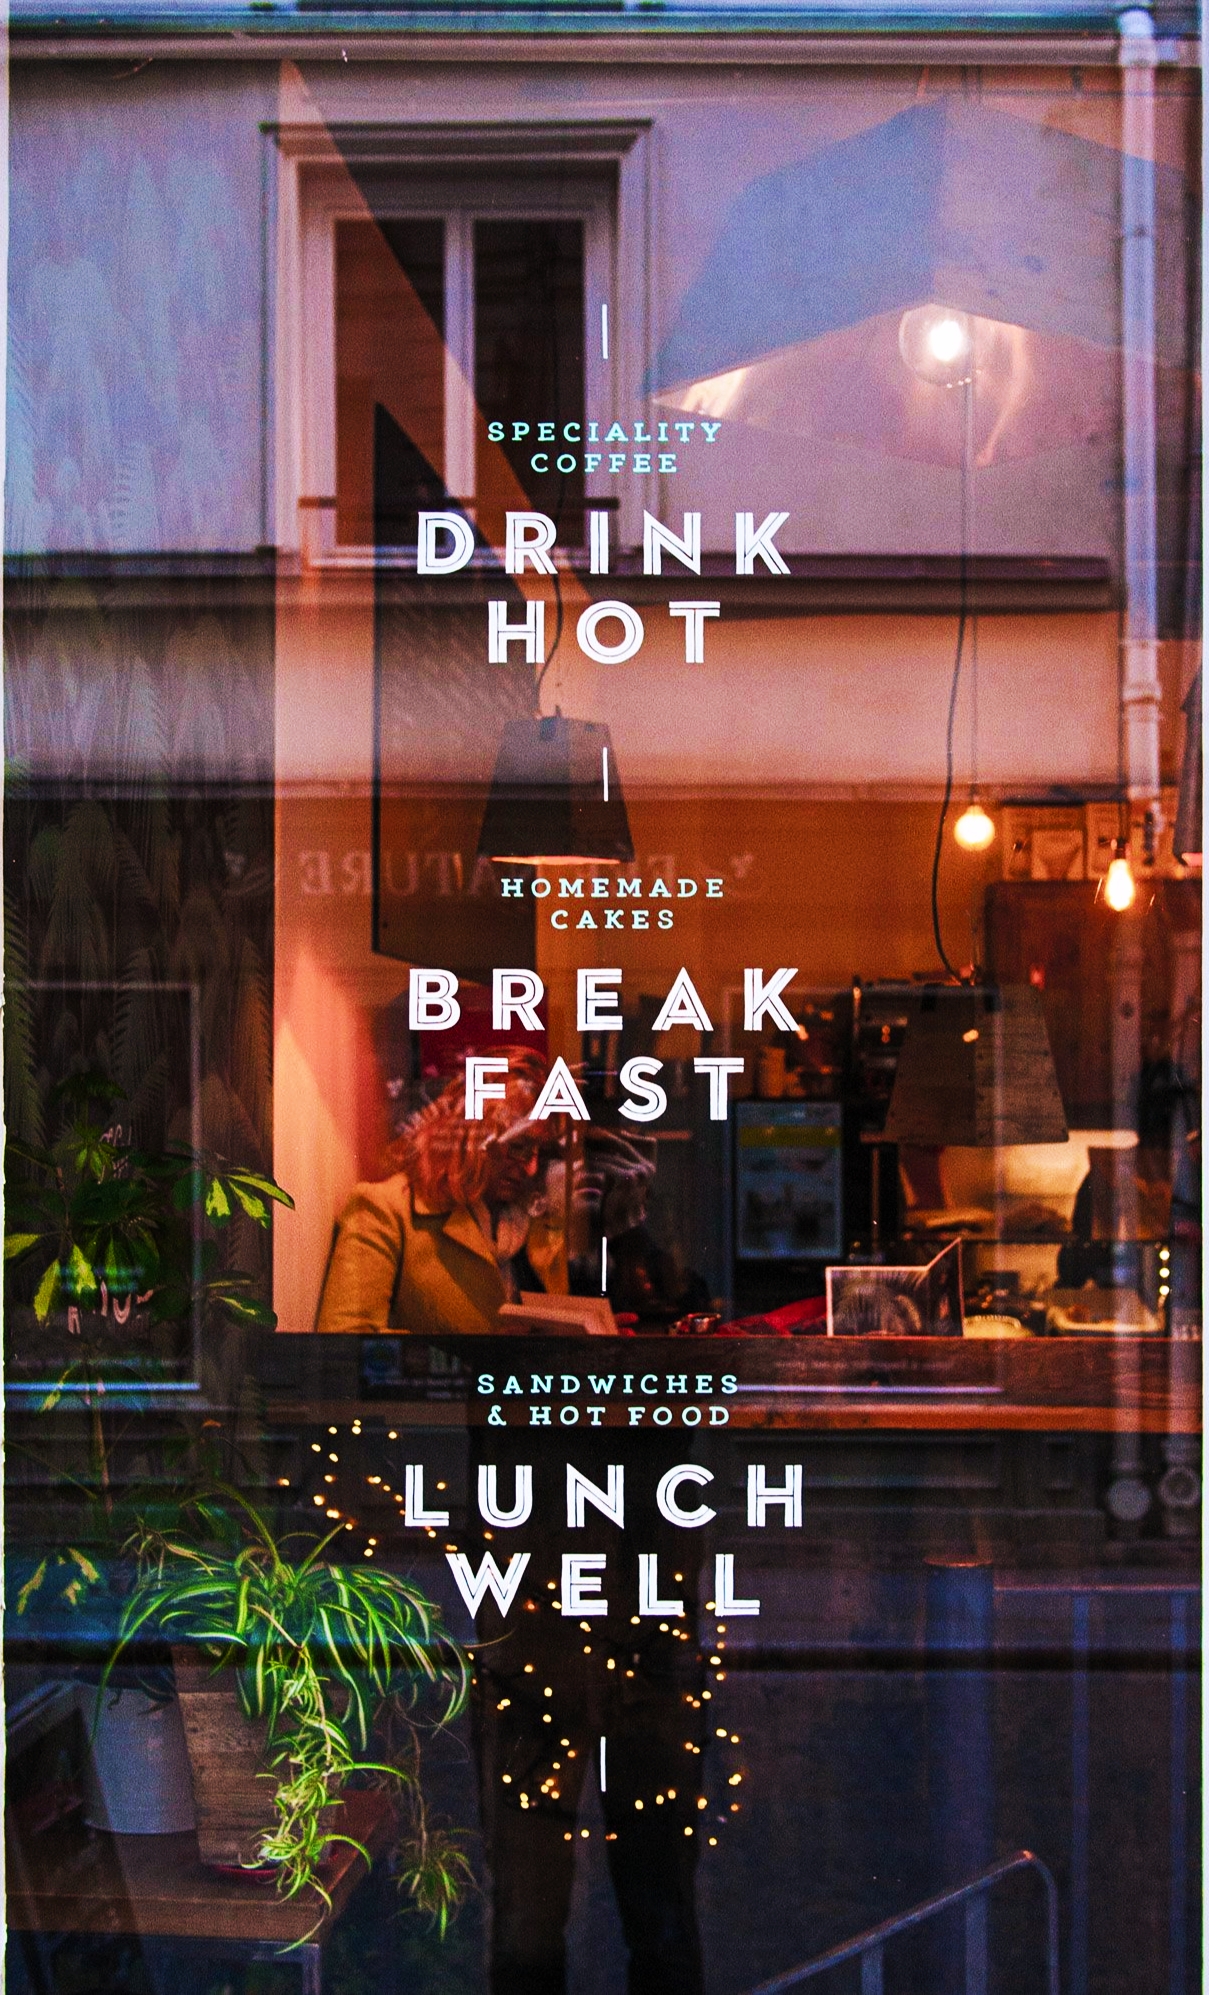 SPECIALITY
COFFEE
DRINK
HOT
HOMEMADE
CAKES
BREAK
FAST
SANDWICHES
& HOT FOOD
LUNCH
WELL